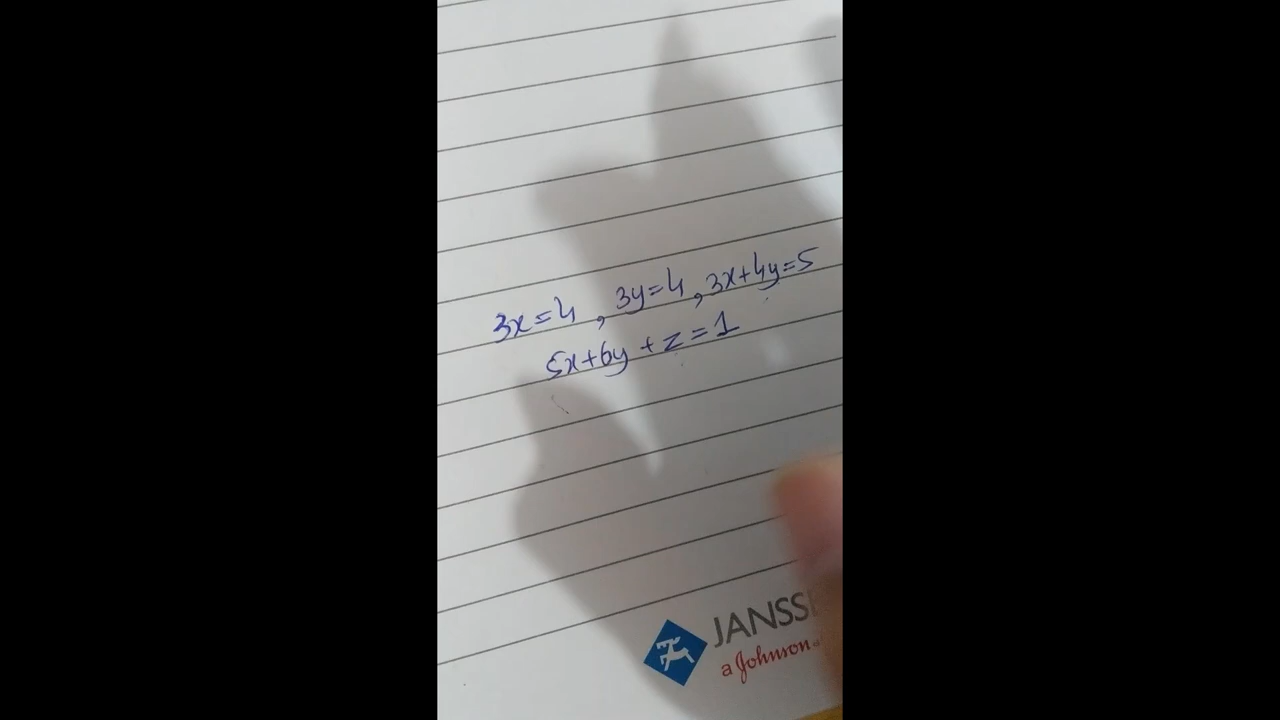 3x=4 , 3y=4 , 3x+4y=5
5x+6y+z=1
JANSS
a Johnson